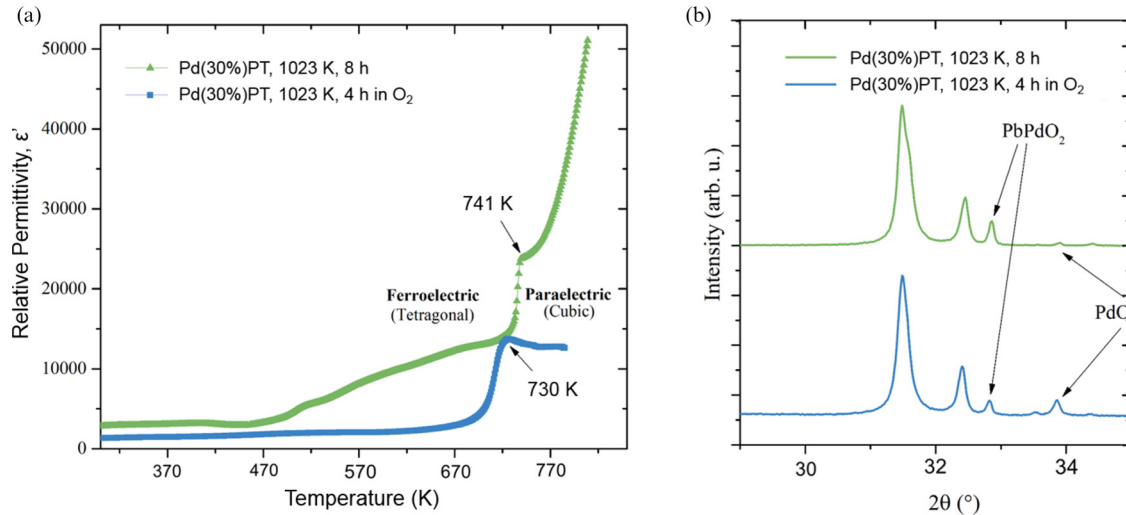 (a)
50000
40000
30000
20000
10000
0
Relative Permittivity, ε'
Pd(30%)PT, 1023 K, 8 h
Pd(30%)PT, 1023 K, 4 h in O₂
741 K
Ferroelectric
(Tetragonal)
Paraelectric
(Cubic)
730 K
370 470 570 670 770
Temperature (K)
(b)
Pd(30%)PT, 1023 K, 8 h
Pd(30%)PT, 1023 K, 4 h in O₂
PbPdO₂
PdO
Intensity (arb. u.)
30 32 34
2θ (°)